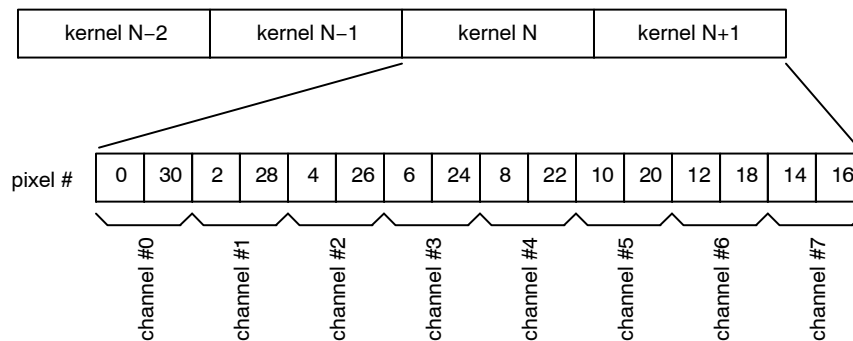 kernel N−2 kernel N−1 kernel N kernel N+1
pixel # 0 30 2 28 4 26 6 24 8 22 10 20 12 18 14 16
channel #0 channel #1 channel #2 channel #3 channel #4 channel #5 channel #6 channel #7